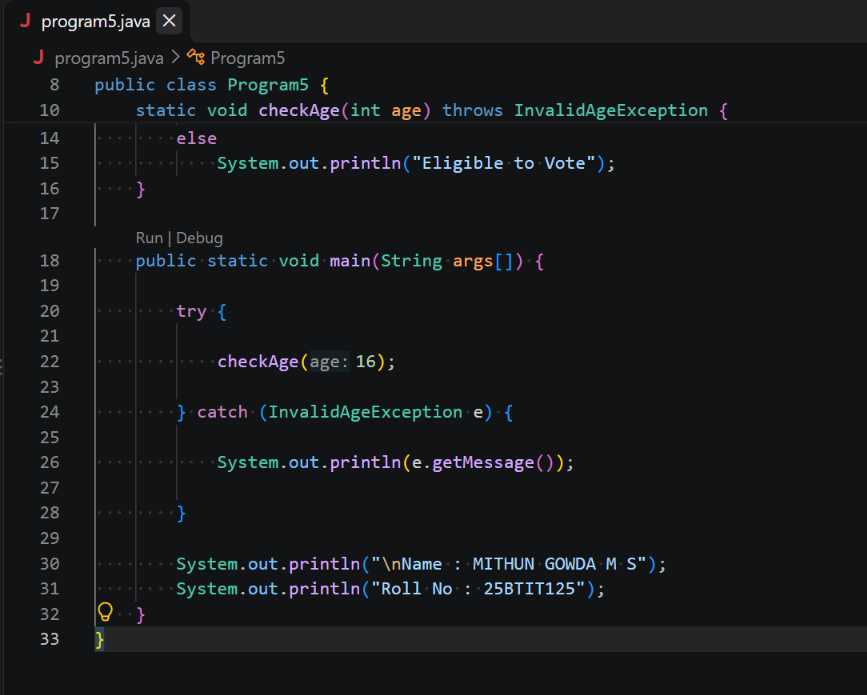 J program5.java ×
J program5.java > Program5
8 public class Program5 {
10 static void checkAge(int age) throws InvalidAgeException {
14 else
15 System.out.println("Eligible to Vote");
16 }
17
Run | Debug
18 public static void main(String args[]) {
19
20 try {
21
22 checkAge(age: 16);
23
24 } catch (InvalidAgeException e) {
25
26 System.out.println(e.getMessage());
27
28 }
29
30 System.out.println("\nName : MITHUN GOWDA M S");
31 System.out.println("Roll No : 25BTIT125");
32 }
33 }